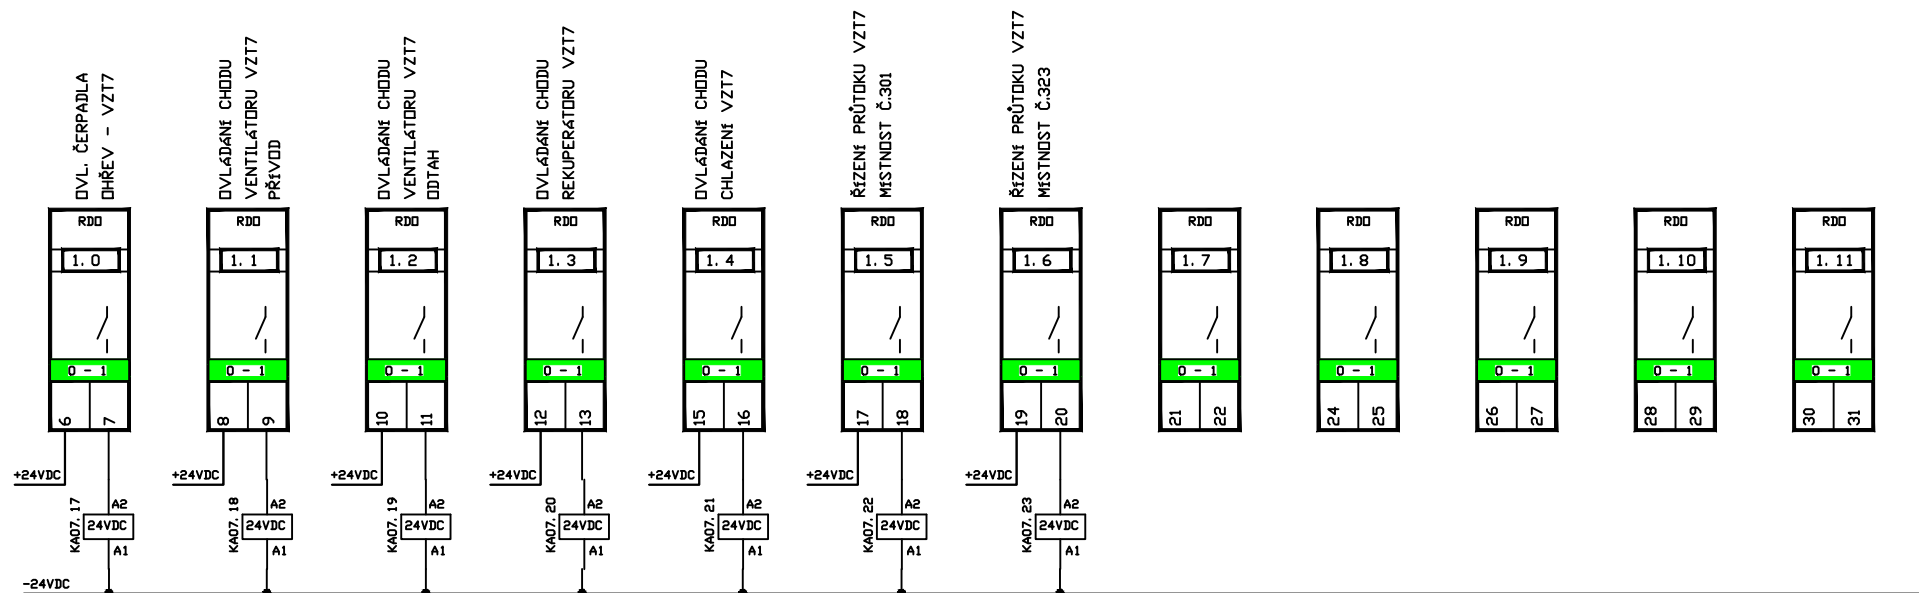 OVL. ČERPADLA
OHŘEV - VZT7
OVLÁDÁNÍ CHODU
VENTILÁTORU VZT7
PŘÍVOD
OVLÁDÁNÍ CHODU
VENTILÁTORU VZT7
ODTAH
OVLÁDÁNÍ CHODU
REKUPERÁTORU VZT7
OVLÁDÁNÍ CHODU
CHLAZENÍ VZT7
ŘÍZENÍ PRŮTOKU VZT7
MÍSTNOST Č.301
ŘÍZENÍ PRŮTOKU VZT7
MÍSTNOST Č.323
RDO RDO RDO RDO RDO RDO RDO RDO RDO RDO RDO RDO
1.0 1.1 1.2 1.3 1.4 1.5 1.6 1.7 1.8 1.9 1.10 1.11
0 - 1 0 - 1 0 - 1 0 - 1 0 - 1 0 - 1 0 - 1 0 - 1 0 - 1 0 - 1 0 - 1 0 - 1
6 7 8 9 10 11 12 13 15 16 17 18 19 20 21 22 24 25 26 27 28 29 30 31
+24VDC +24VDC +24VDC +24VDC +24VDC +24VDC +24VDC
A2 A2 A2 A2 A2 A2 A2
KA07.17 24VDC KA07.18 24VDC KA07.19 24VDC KA07.20 24VDC KA07.21 24VDC KA07.22 24VDC KA07.23 24VDC
A1 A1 A1 A1 A1 A1 A1
-24VDC